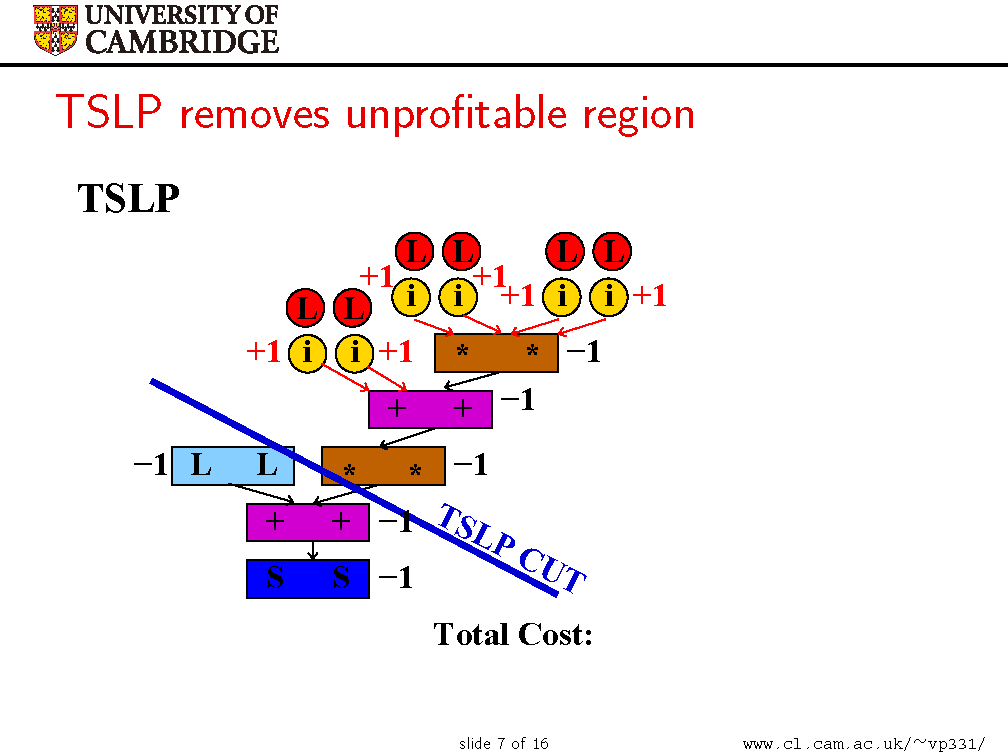 UNIVERSITY OF
CAMBRIDGE
TSLP removes unprofitable region
TSLP
L L L L
+1 i i +1 +1 i i +1
L L
+1 i i +1 * * −1
+ + −1
−1 L L * * −1
+ + −1
TSLP CUT
S S −1
Total Cost:
slide 7 of 16 www.cl.cam.ac.uk/~vp331/